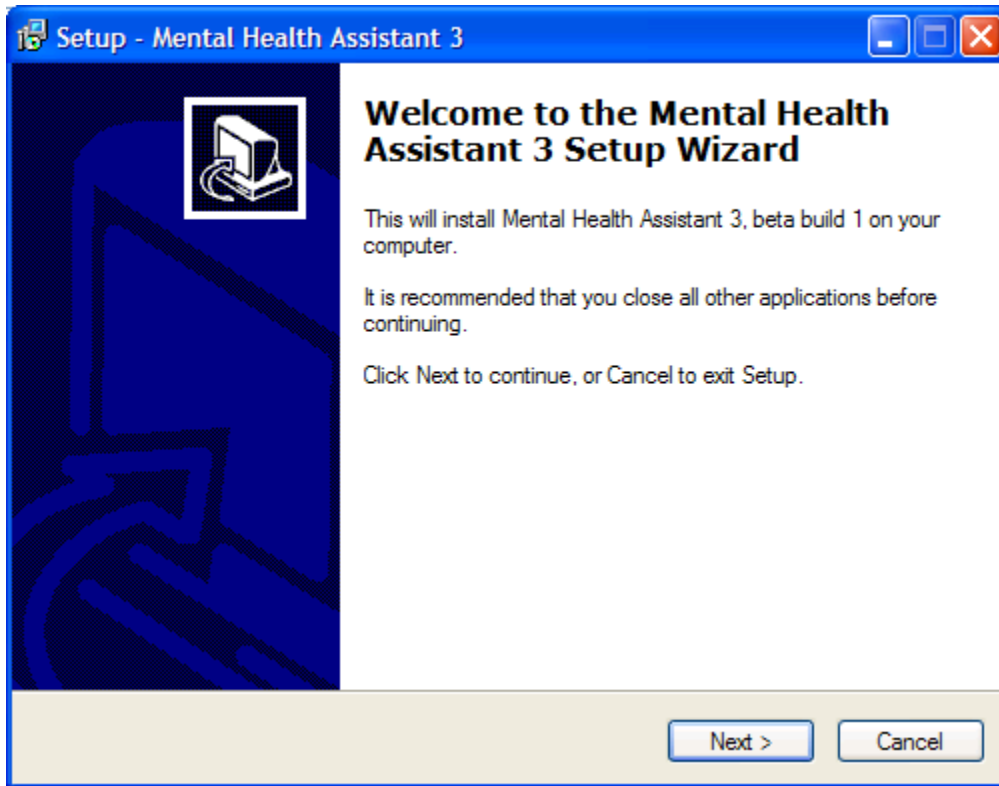 Setup - Mental Health Assistant 3
Welcome to the Mental Health
Assistant 3 Setup Wizard
This will install Mental Health Assistant 3, beta build 1 on your
computer.
It is recommended that you close all other applications before
continuing.
Click Next to continue, or Cancel to exit Setup.
Next >
Cancel